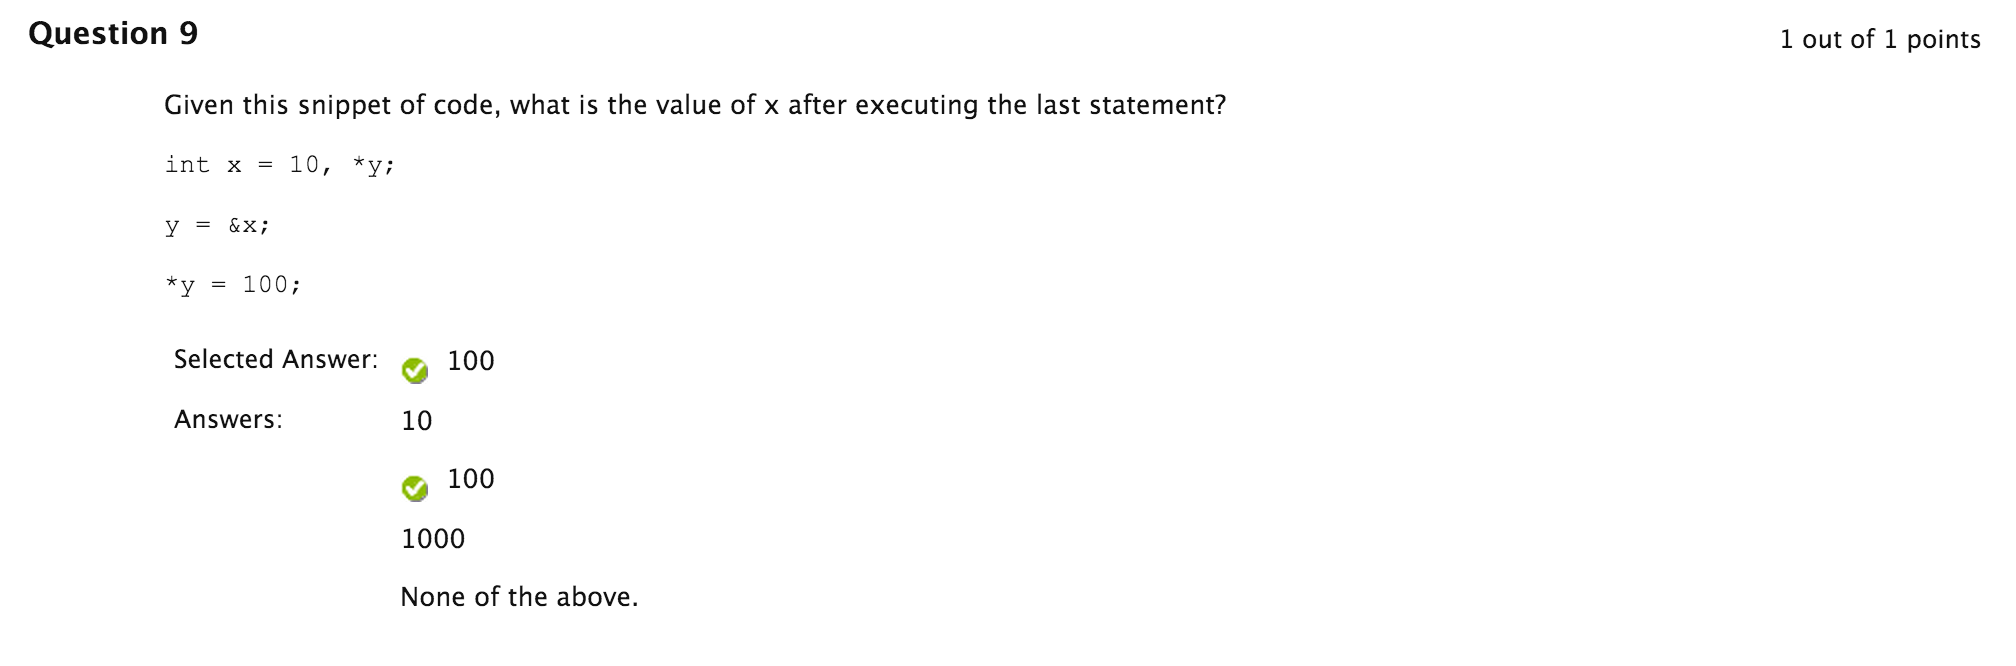 Question 9
1 out of 1 points
Given this snippet of code, what is the value of x after executing the last statement?
int x = 10, *y;
y = &x;
*y = 100;
Selected Answer: 100
Answers: 10
100
1000
None of the above.